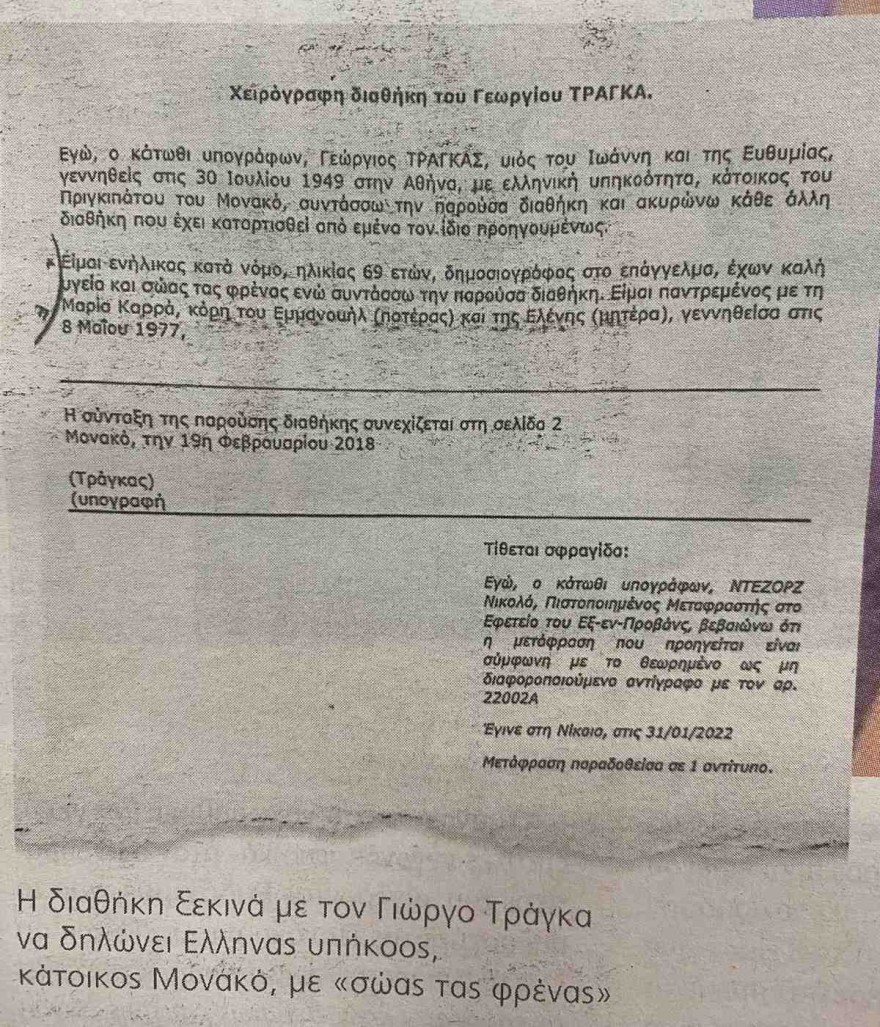 Χειρόγραφη διαθήκη του Γεωργίου ΤΡΑΓΚΑ.
Εγώ, ο κάτωθι υπογράφων, Γεώργιος ΤΡΑΓΚΑΣ, υιός του Ιωάννη και της Ευθυμίας,
γεννηθείς στις 30 Ιουλίου 1949 στην Αθήνα, με ελληνική υπηκοότητα, κάτοικος του
Πριγκιπάτου του Μονακό, συντάσσω την παρούσα διαθήκη και ακυρώνω κάθε άλλη
διαθήκη που έχει καταρτισθεί από εμένα τον ίδιο προηγουμένως.
Είμαι ενήλικας κατά νόμο, ηλικίας 69 ετών, δημοσιογράφος στο επάγγελμα, έχων καλή
υγεία και σώας τας φρένας ενώ συντάσσω την παρούσα διαθήκη. Είμαι παντρεμένος με τη
Μαρία Καρρά, κόρη του Εμμανουήλ (πατέρας) και της Ελένης (μητέρα), γεννηθείσα στις
8 Μαΐου 1977,
Η σύνταξη της παρούσης διαθήκης συνεχίζεται στη σελίδα 2
Μονακό, την 19η Φεβρουαρίου 2018
(Τράγκας)
(υπογραφή
Τίθεται σφραγίδα:
Εγώ, ο κάτωθι υπογράφων, ΝΤΕΖΟΡΖ
Νικολά, Πιστοποιημένος Μεταφραστής στο
Εφετείο του Εξ-εν-Προβάνς, βεβαιώνω ότι
η μετάφραση που προηγείται είναι
σύμφωνη με το θεωρημένο ως μη
διαφοροποιούμενο αντίγραφο με τον αρ.
22002Α
Έγινε στη Νίκαια, στις 31/01/2022
Μετάφραση παραδοθείσα σε 1 αντίτυπο.
Η διαθήκη ξεκινά με τον Γιώργο Τράγκα
να δηλώνει Ελληνας υπήκοος,
κάτοικος Μονακό, με «σώας τας φρένας»